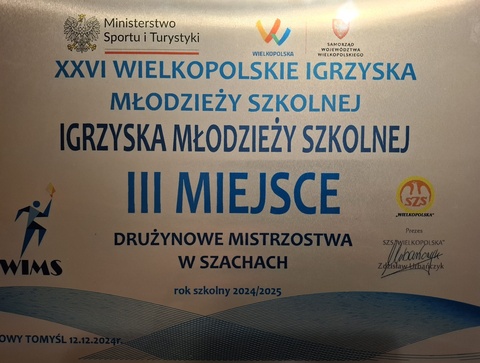 Ministerstwo
Sportu i Turystyki
WIELKOPOLSKA
SAMORZĄD
WOJEWÓDZTWA
WIELKOPOLSKIEGO
XXVI WIELKOPOLSKIE IGRZYSKA
MŁODZIEŻY SZKOLNEJ
IGRZYSKA MŁODZIEŻY SZKOLNEJ
III MIEJSCE
DRUŻYNOWE MISTRZOSTWA
W SZACHACH
rok szkolny 2024/2025
SZS
"WIELKOPOLSKA"
Prezes
SZS "WIELKOPOLSKA"
Zdzisław Urbańczyk
WIMS
OWY TOMYŚL 12.12.2024r.